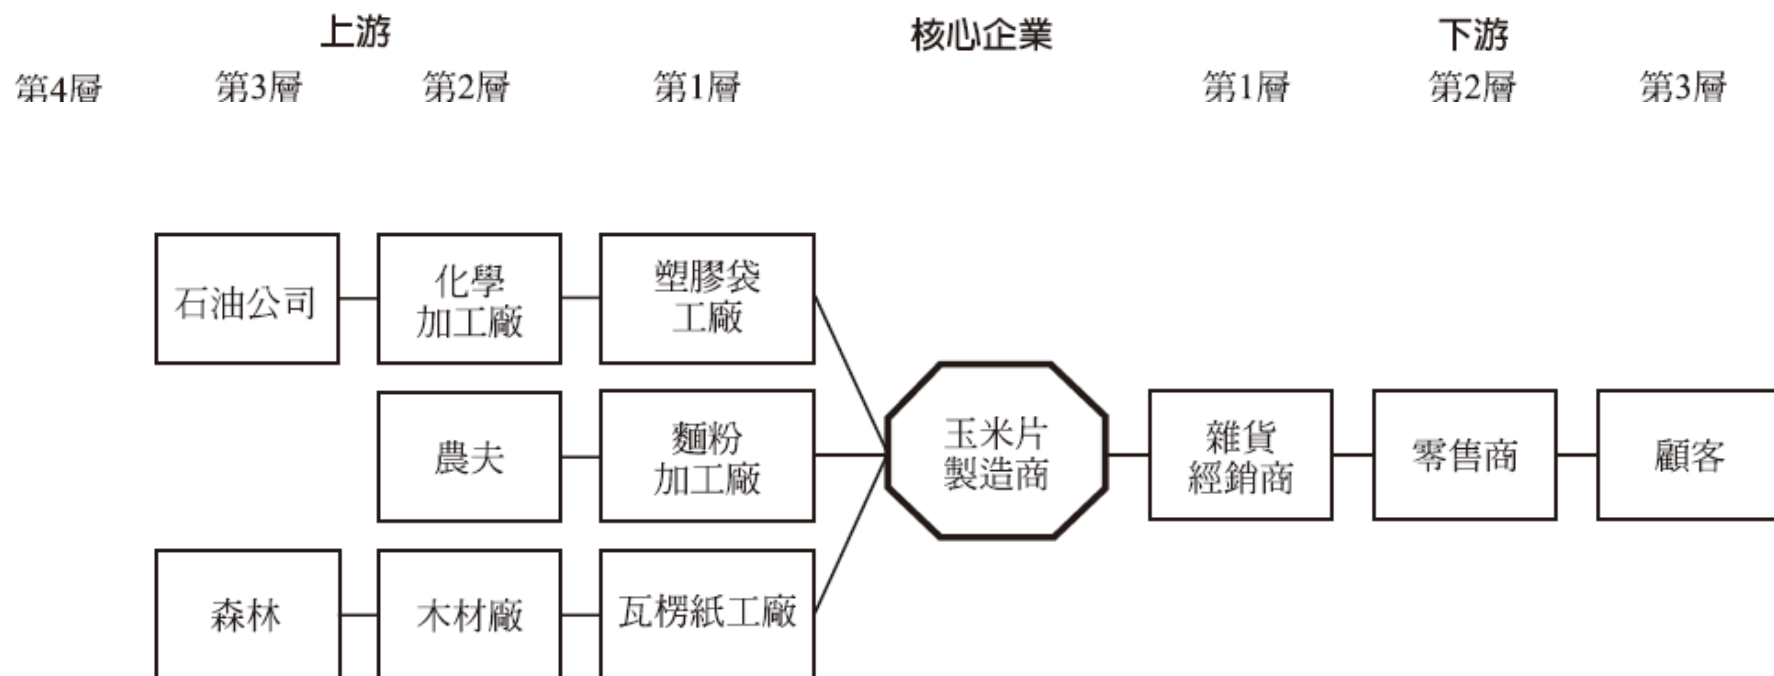 上游
核心企業
下游
第4層
第3層
第2層
第1層
第1層
第2層
第3層
石油公司
化學
加工廠
塑膠袋
工廠
農夫
麵粉
加工廠
玉米片
製造商
雜貨
經銷商
零售商
顧客
森林
木材廠
瓦楞紙工廠